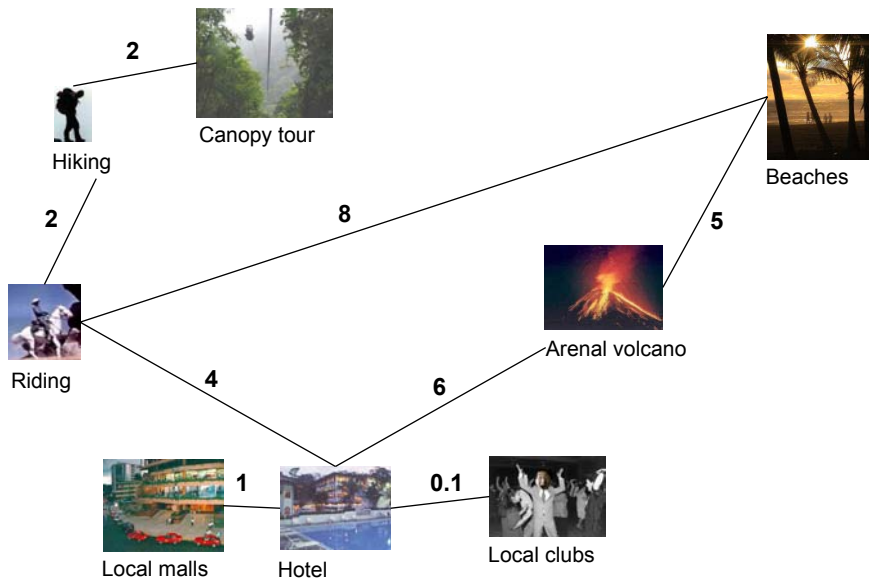 2
Canopy tour
Hiking
Beaches
2
8
5
Arenal volcano
Riding
4
6
1
0.1
Local malls
Hotel
Local clubs